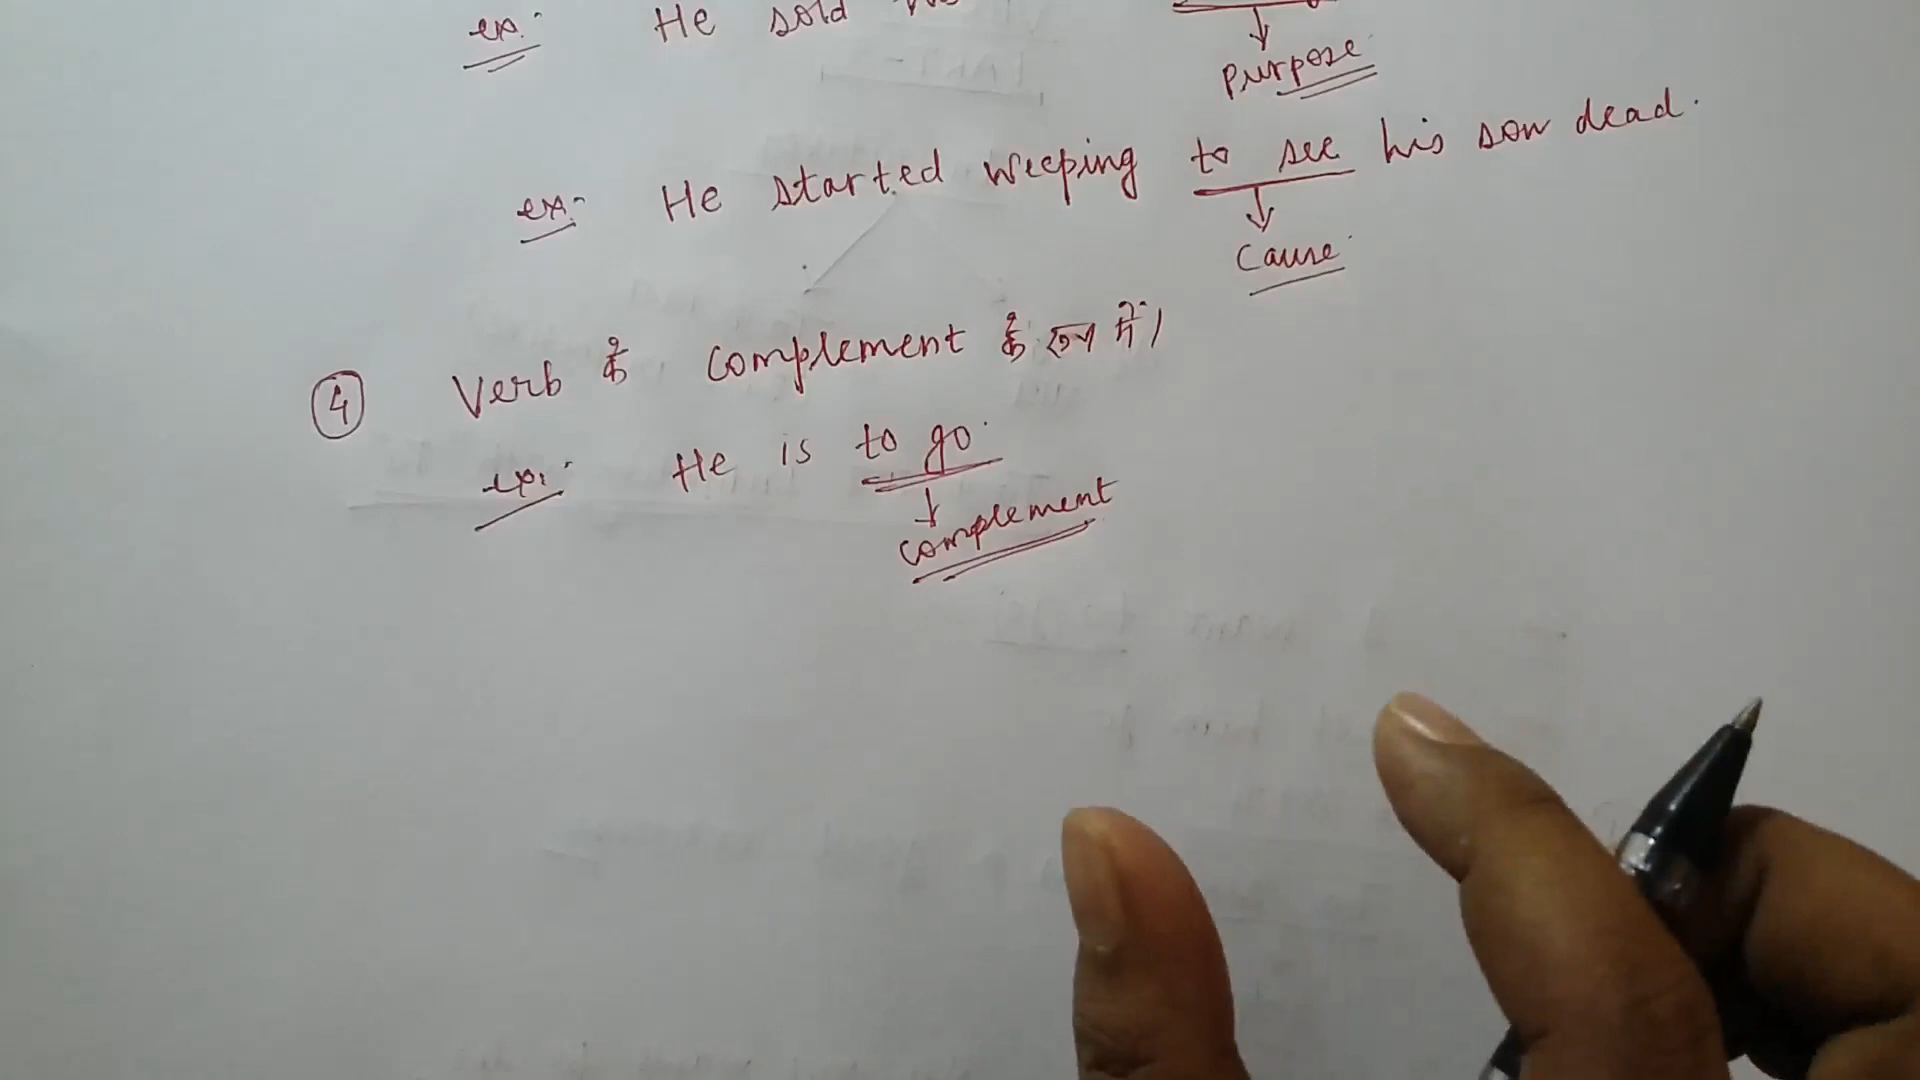 ex:- He sold
Purpose
ex:- He started weeping to see his son dead.
Cause
④ Verb के complement के रूप में।
ex:- He is to go.
complement